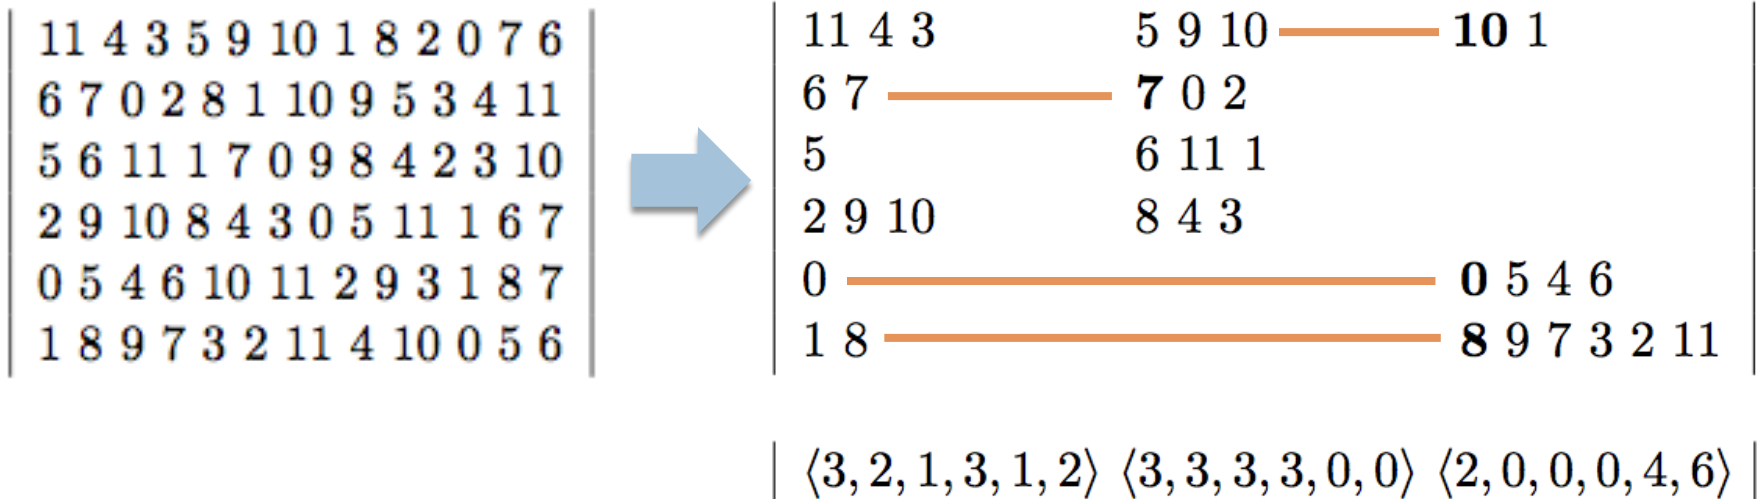 11 4 3 5 9 10 1 8 2 0 7 6
6 7 0 2 8 1 10 9 5 3 4 11
5 6 11 1 7 0 9 8 4 2 3 10
2 9 10 8 4 3 0 5 11 1 6 7
0 5 4 6 10 11 2 9 3 1 8 7
1 8 9 7 3 2 11 4 10 0 5 6
11 4 3 5 9 10 10 1
6 7 7 0 2
5 6 11 1
2 9 10 8 4 3
0 0 5 4 6
1 8 8 9 7 3 2 11
⟨3, 2, 1, 3, 1, 2⟩ ⟨3, 3, 3, 3, 0, 0⟩ ⟨2, 0, 0, 0, 4, 6⟩